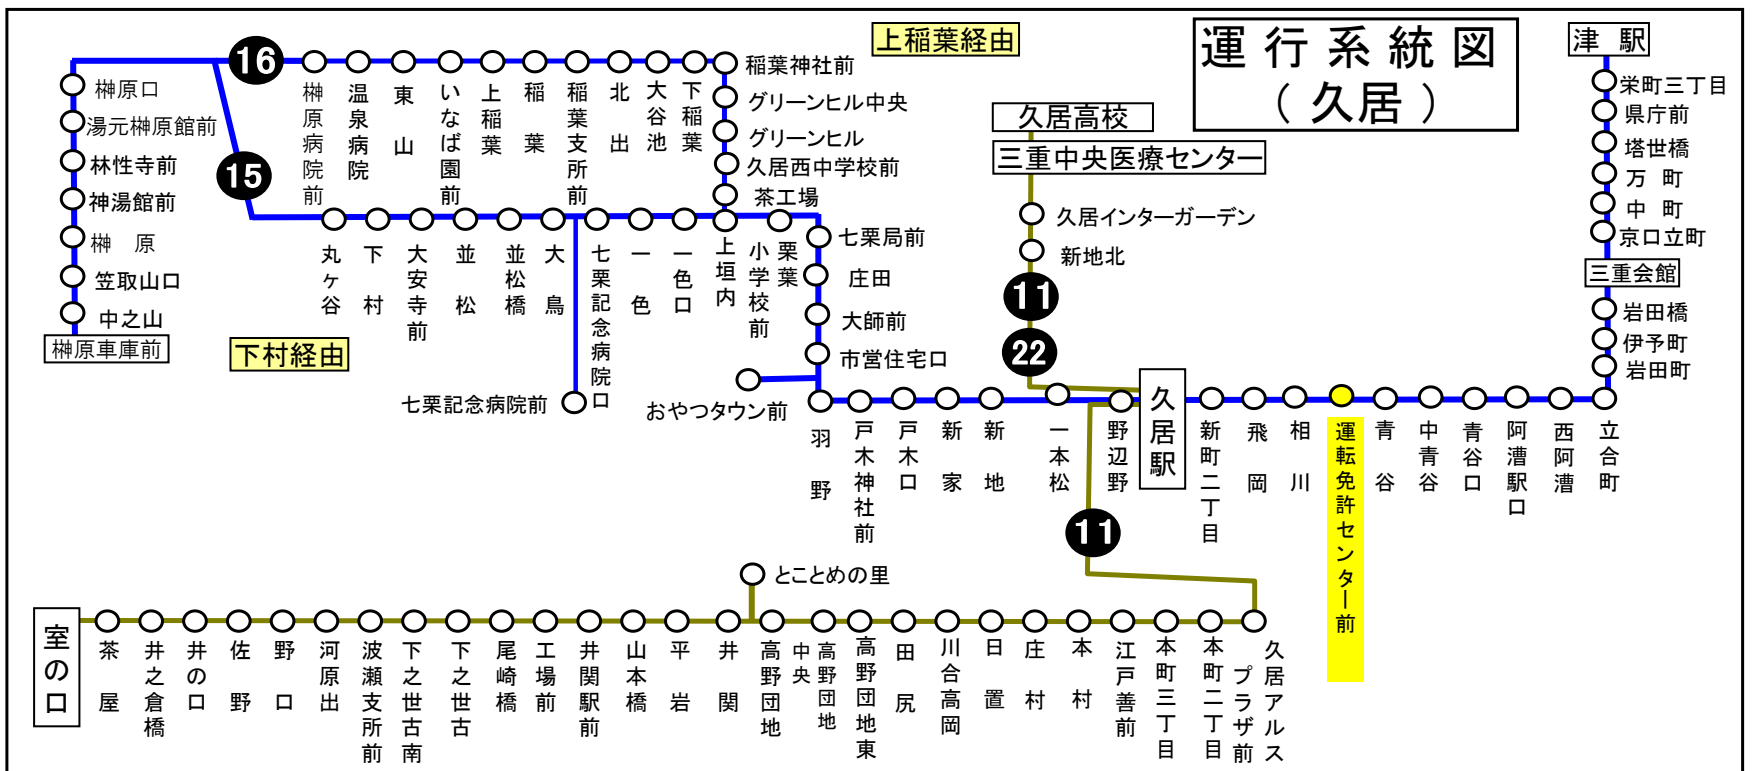 運行系統図
（久居）
上稲葉経由
津駅
栄町三丁目
県庁前
塔世橋
万町
中町
京口立町
三重会館
岩田橋
伊予町
岩田町
立合町
西阿漕
阿漕駅口
青谷口
中青谷
青谷
運転免許センター前
相川
飛岡
新町二丁目
久居駅
野辺野
一本松
新地
新家
戸木口
戸木神社前
羽野
おやつタウン前
市営住宅口
大師前
庄田
七栗局前
栗葉
小学校前
上垣内
茶工場
久居西中学校前
グリーンヒル
グリーンヒル中央
稲葉神社前
下稲葉
大谷池
北出
稲葉支所前
稲葉
上稲葉
いなば園前
東山
温泉病院
榊原病院前
16
15
一色口
一色
七栗記念病院口
七栗記念病院前
大鳥
並松橋
並松
大安寺前
下村
丸ヶ谷
下村経由
榊原口
湯元榊原館前
林性寺前
神湯館前
榊原
笠取山口
中之山
榊原車庫前
久居高校
三重中央医療センター
久居インターガーデン
新地北
11
22
11
久居アルス
プラザ前
本町二丁目
本町三丁目
江戸善前
本村
庄村
日置
川合高岡
田尻
高野団地東
高野団地
中央
高野団地
とことめの里
井関
平岩
山本橋
井関駅前
工場前
尾崎橋
下之世古
下之世古南
波瀬支所前
河原出
野口
佐野
井の口
井之倉橋
茶屋
室の口